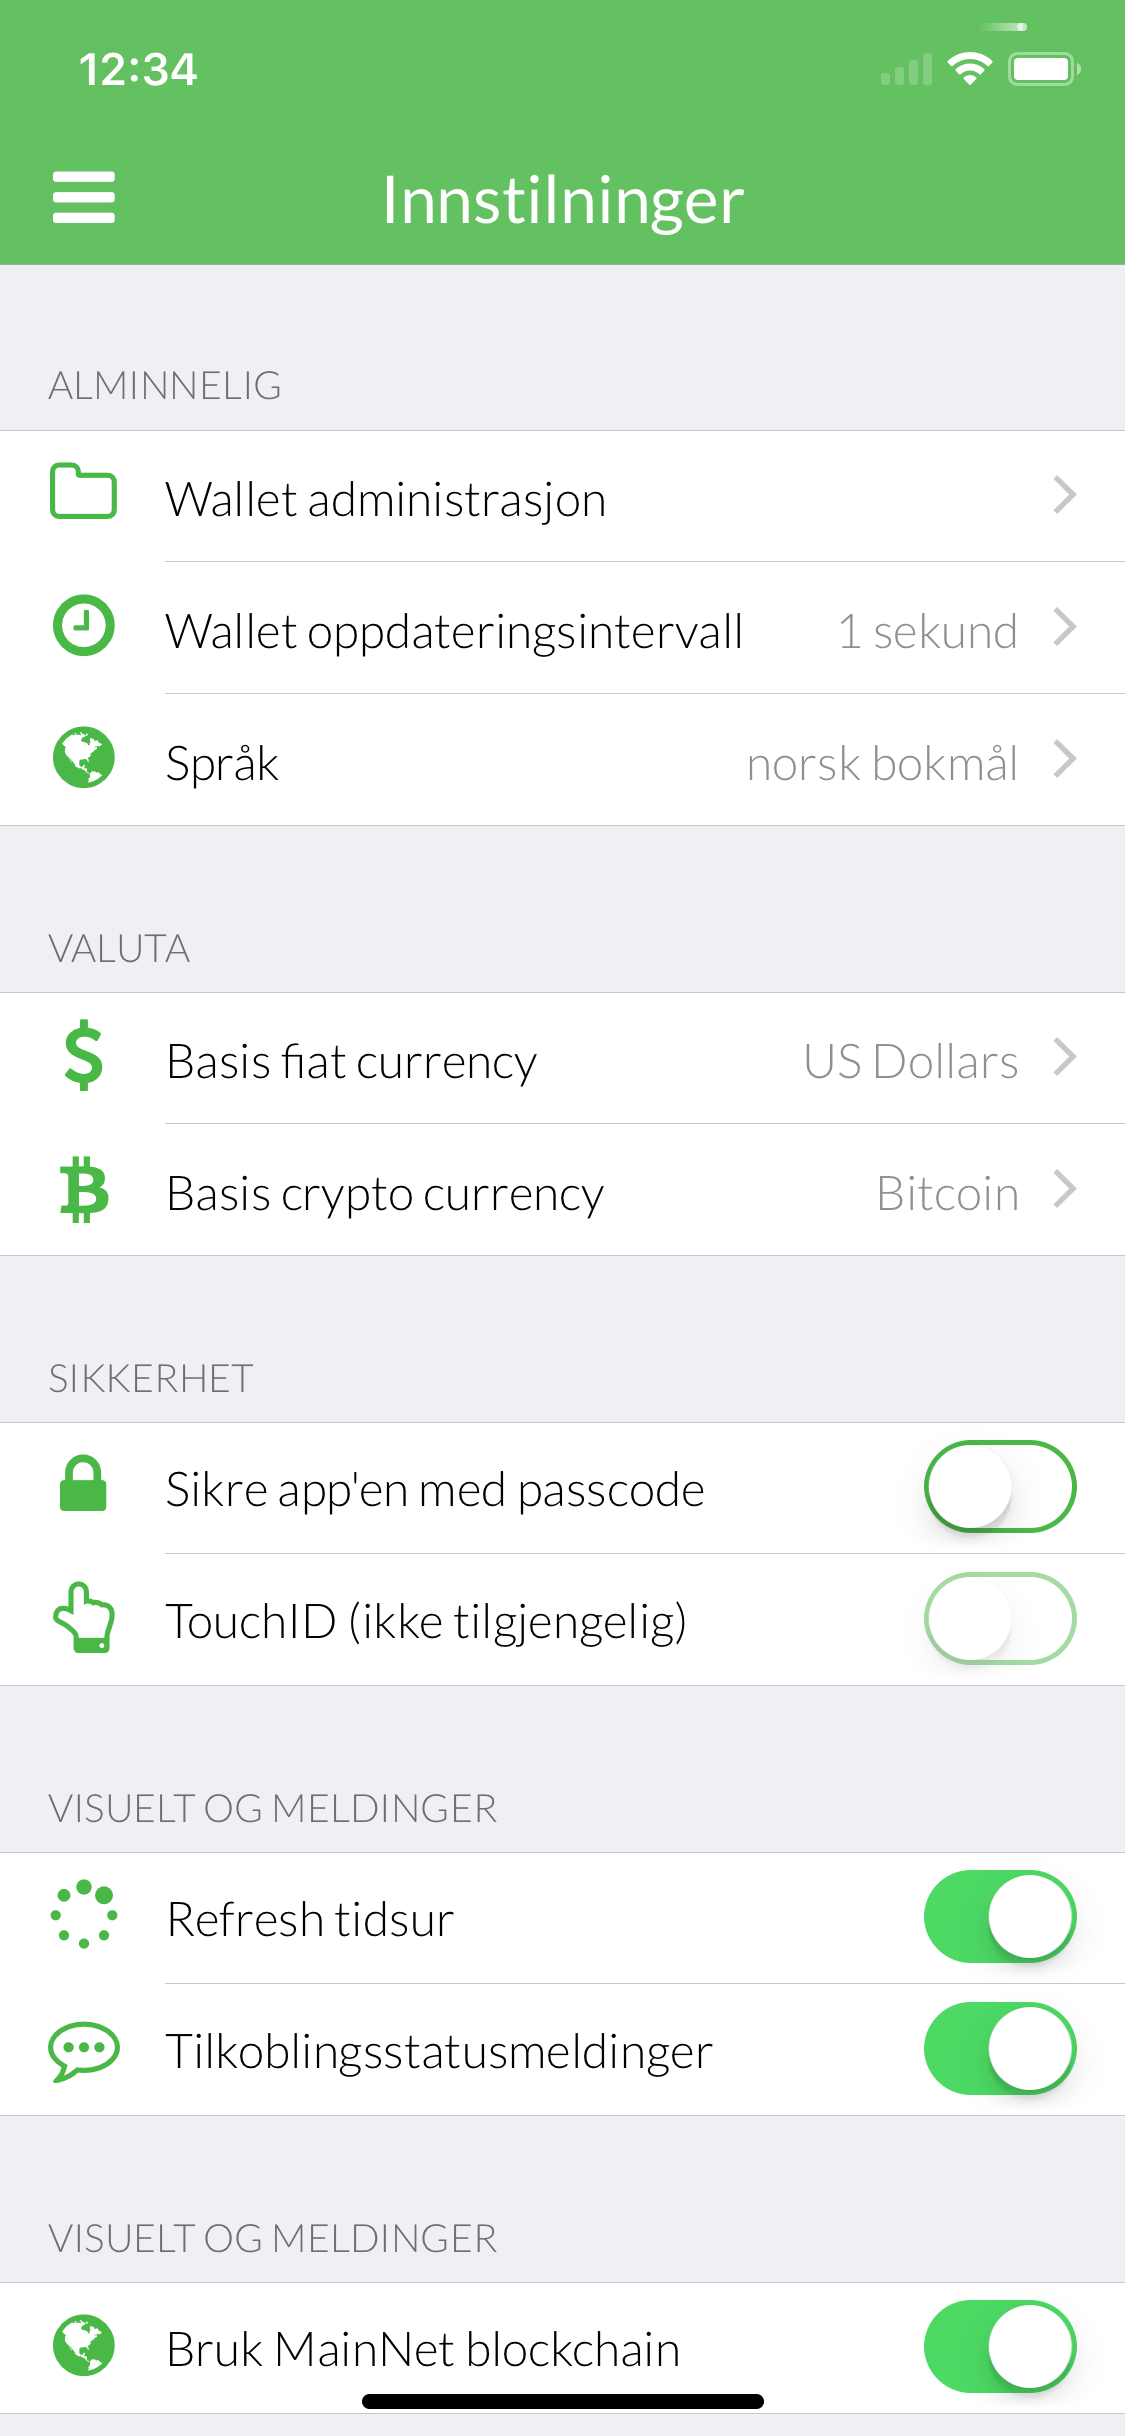 12:34
Innstilninger
ALMINNELIG
Wallet administrasjon
Wallet oppdateringsintervall 1 sekund
Språk norsk bokmål
VALUTA
Basis fiat currency US Dollars
Basis crypto currency Bitcoin
SIKKERHET
Sikre app'en med passcode
TouchID (ikke tilgjengelig)
VISUELT OG MELDINGER
Refresh tidsur
Tilkoblingsstatusmeldinger
VISUELT OG MELDINGER
Bruk MainNet blockchain